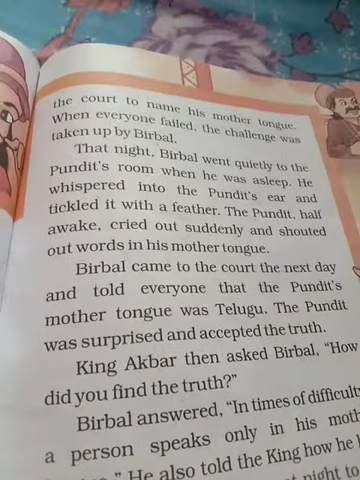 the court to name his mother tongue.
When everyone failed, the challenge was
taken up by Birbal.
That night, Birbal went quietly to the
Pundit's room when he was asleep. He
whispered into the Pundit's ear and
tickled it with a feather. The Pundit, half
awake, cried out suddenly and shouted
out words in his mother tongue.
Birbal came to the court the next day
and told everyone that the Pundit's
mother tongue was Telugu. The Pundit
was surprised and accepted the truth.
King Akbar then asked Birbal, "How
did you find the truth?"
Birbal answered, "In times of difficulty
a person speaks only in his moth
" He also told the King how he
night to